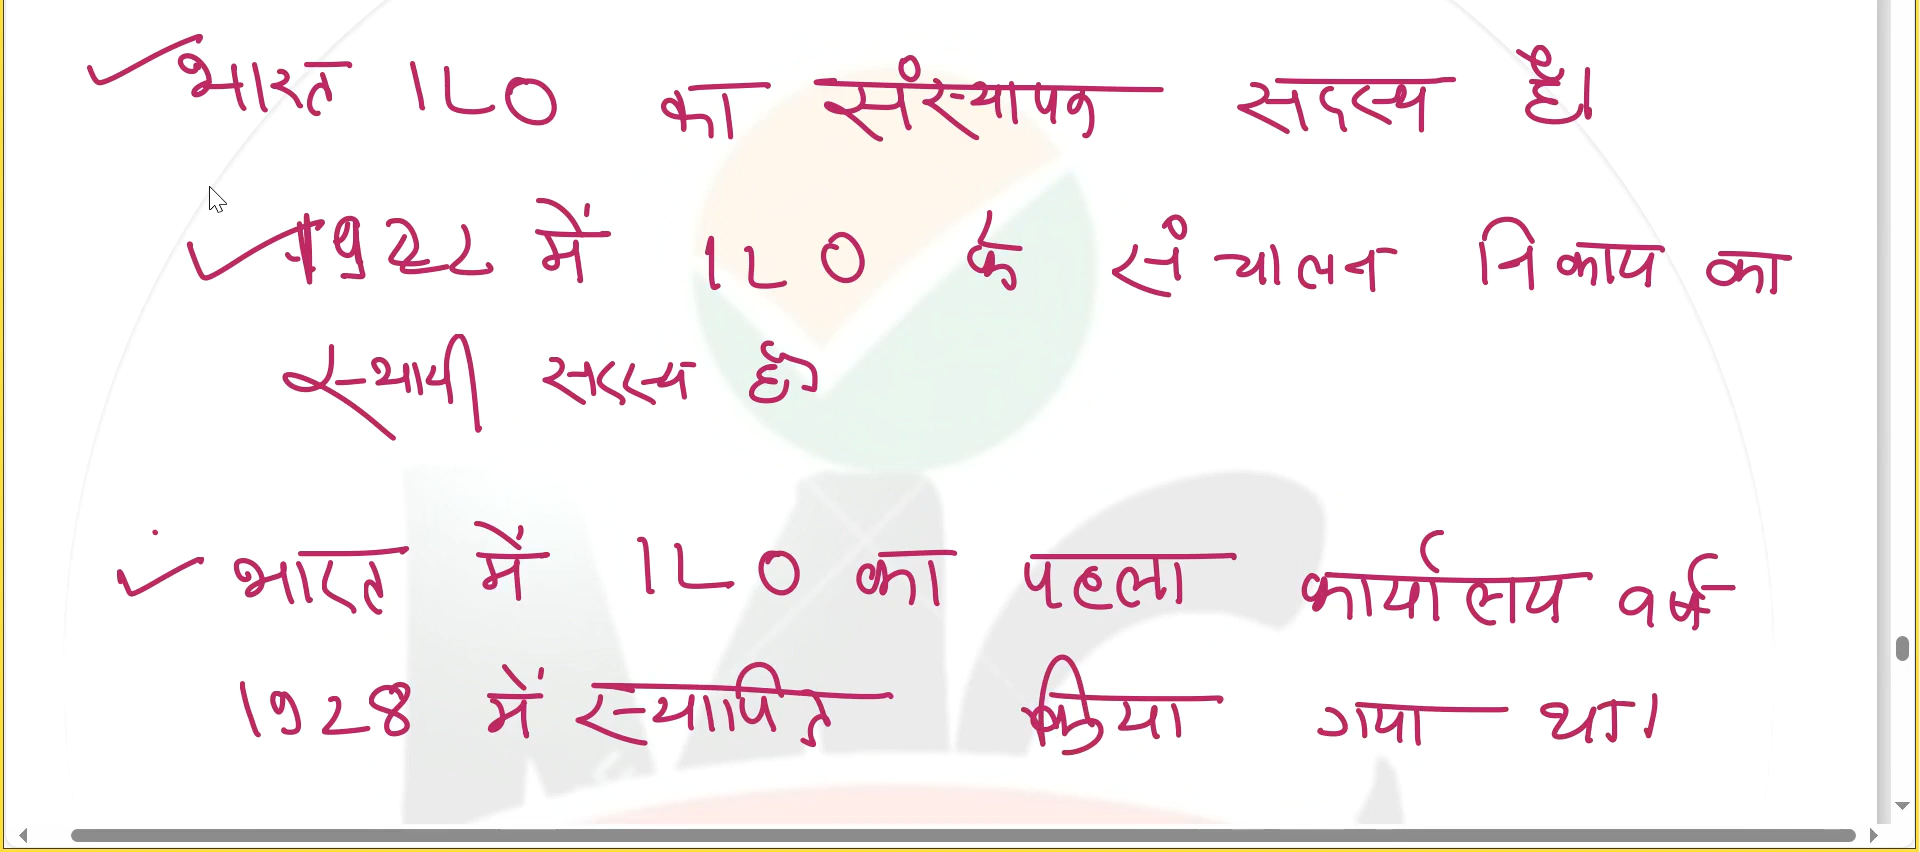 भारत ILO का संस्थापक सदस्य है।
1922 में ILO के संचालन निकाय का
स्थायी सदस्य है।
भारत में ILO का पहला कार्यालय वर्ष
1928 में स्थापित किया गया था।